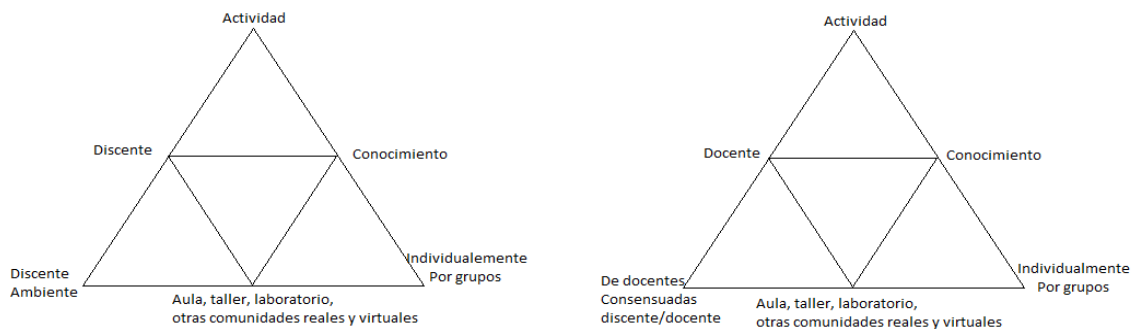 Actividad
Discente
Conocimiento
Discente
Ambiente
Individualemente
Por grupos
Aula, taller, laboratorio,
otras comunidades reales y virtuales
Actividad
Docente
Conocimiento
De docentes
Consensuadas
discente/docente
Individualmente
Por grupos
Aula, taller, laboratorio,
otras comunidades reales y virtuales